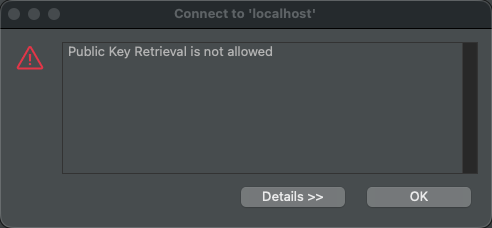 Connect to 'localhost'
Public Key Retrieval is not allowed
Details >>
OK